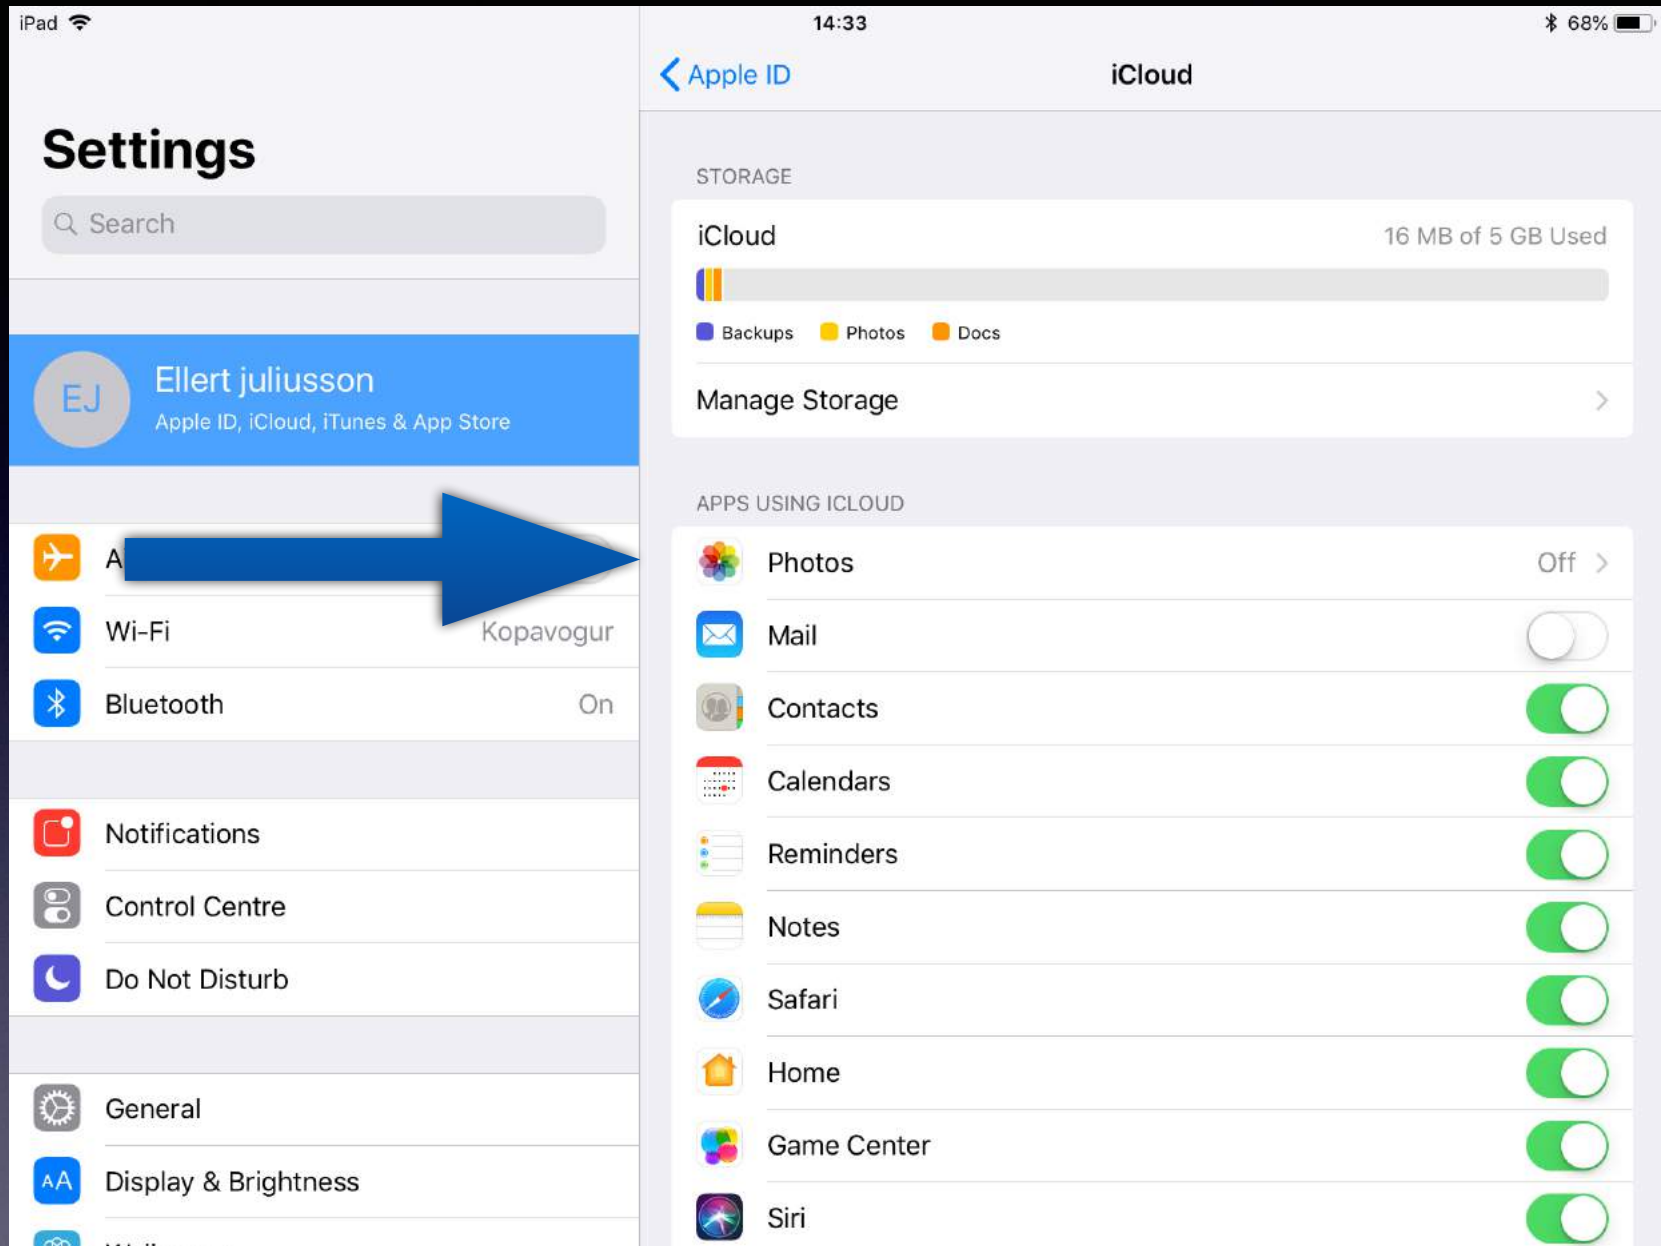 iPad
14:33
68%
Settings
Search
EJ
Ellert juliusson
Apple ID, iCloud, iTunes & App Store
A
Wi-Fi
Kopavogur
Bluetooth
On
Notifications
Control Centre
Do Not Disturb
General
AA
Display & Brightness
Apple ID
iCloud
STORAGE
iCloud
16 MB of 5 GB Used
Backups
Photos
Docs
Manage Storage
APPS USING ICLOUD
Photos
Off
Mail
Contacts
Calendars
Reminders
Notes
Safari
Home
Game Center
Siri